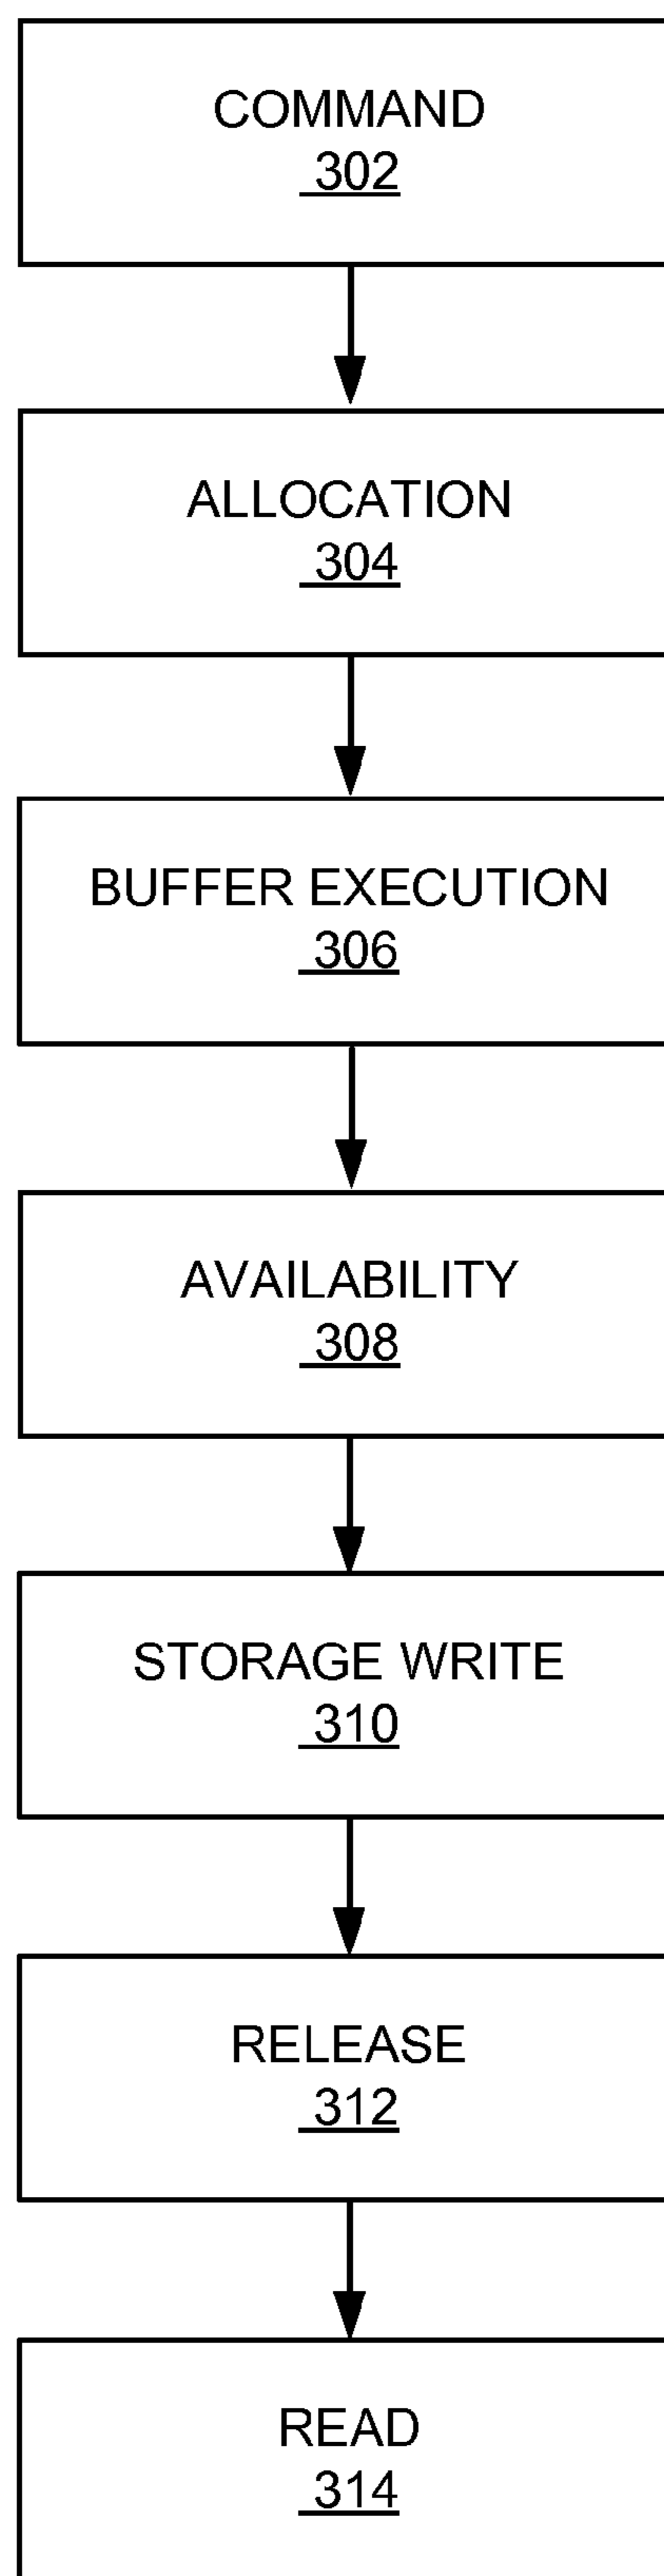 COMMAND
302
ALLOCATION
304
BUFFER EXECUTION
306
AVAILABILITY
308
STORAGE WRITE
310
RELEASE
312
READ
314